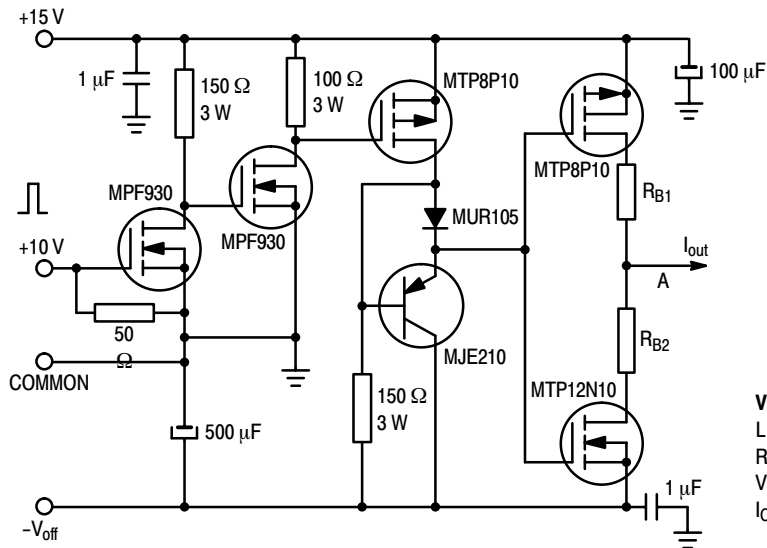 +15 V
1 μF
150 Ω
3 W
100 Ω
3 W
MTP8P10
100 μF
MPF930
MPF930
+10 V
50
Ω
COMMON
500 μF
–Voff
MUR105
MJE210
150 Ω
3 W
MTP8P10
RB1
Iout
A
RB2
MTP12N10
1 μF
V
L
R
V
IC